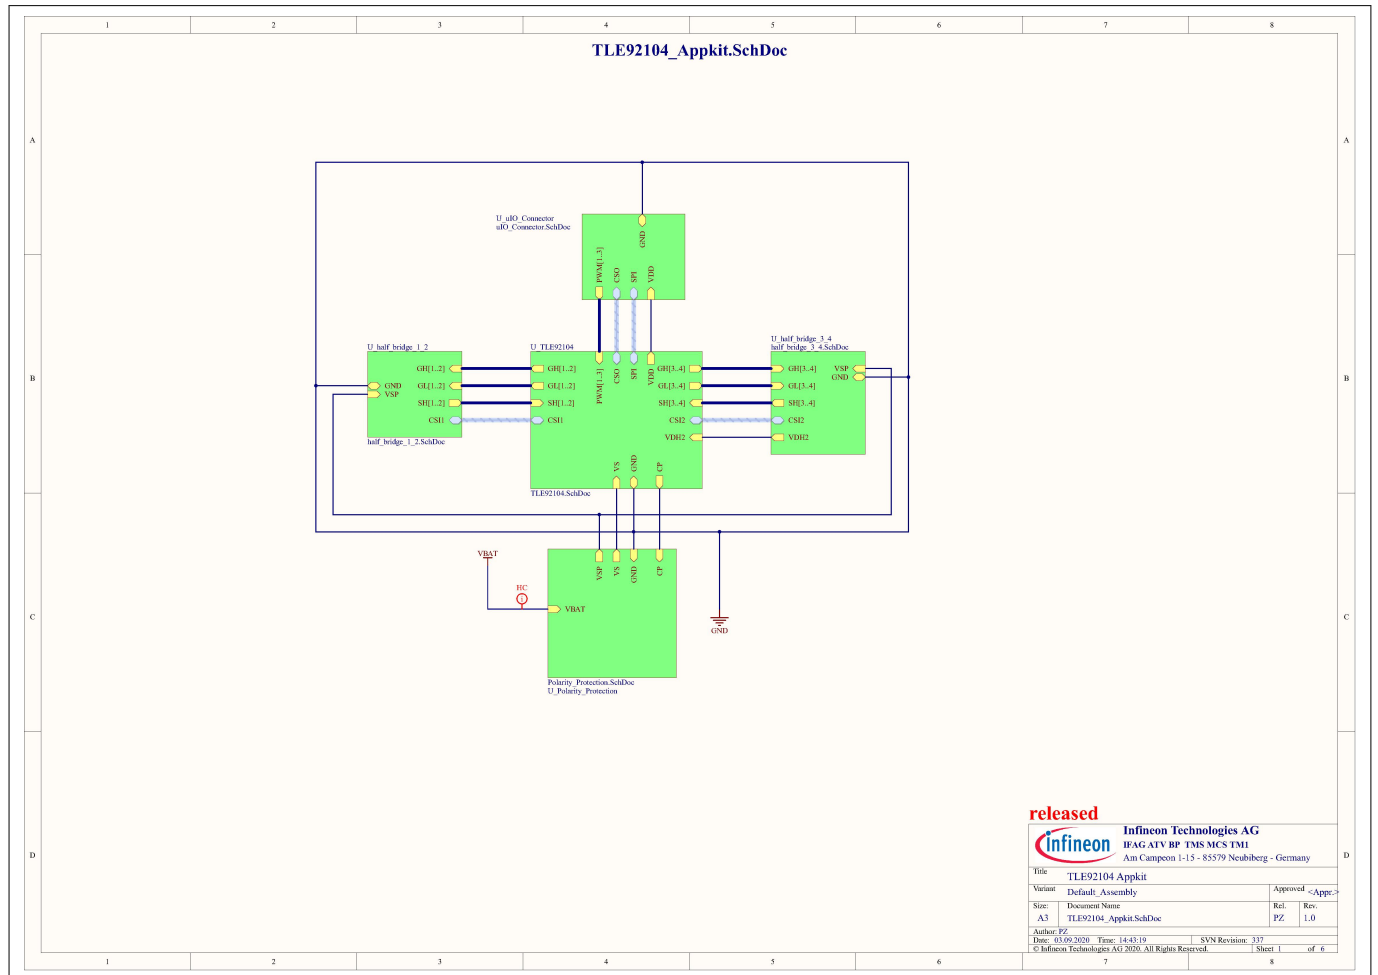 1 2 3 4 5 6 7 8
TLE92104_Appkit.SchDoc
A A
U_uIO_Connector
uIO_Connector.SchDoc
GND
PWM[1..3] CSO SPI VDD
U_half_bridge_1_2
U_TLE92104
U_half_bridge_3_4
half_bridge_3_4.SchDoc
GH[1..2] GH[1..2] PWM[1..3] CSO SPI VDD GH[3..4] GH[3..4] VSP
GND GL[1..2] GL[1..2] GL[3..4] GL[3..4] GND
VSP
SH[1..2] SH[1..2] SH[3..4] SH[3..4]
CSI1 CSI1 CSI2 CSI2
VDH2 VDH2
B B
half_bridge_1_2.SchDoc
VS GND CP
TLE92104.SchDoc
VBAT
VSP VS GND CP
HC
i
VBAT
GND
C C
Polarity_Protection.SchDoc
U_Polarity_Protection
released
infineon
Infineon Technologies AG
IFAG ATV BP TMS MCS TM1
Am Campeon 1-15 - 85579 Neubiberg - Germany
D D
Title
TLE92104 Appkit
Variant Default_Assembly Approved <Appr.>
Size: Document Name Rel. Rev.
A3 TLE92104_Appkit.SchDoc PZ 1.0
Author: PZ
Date: 03.09.2020 Time: 14:43:19 SVN Revision: 337
© Infineon Technologies AG 2020. All Rights Reserved. Sheet 1 of 6
1 2 3 4 5 6 7 8